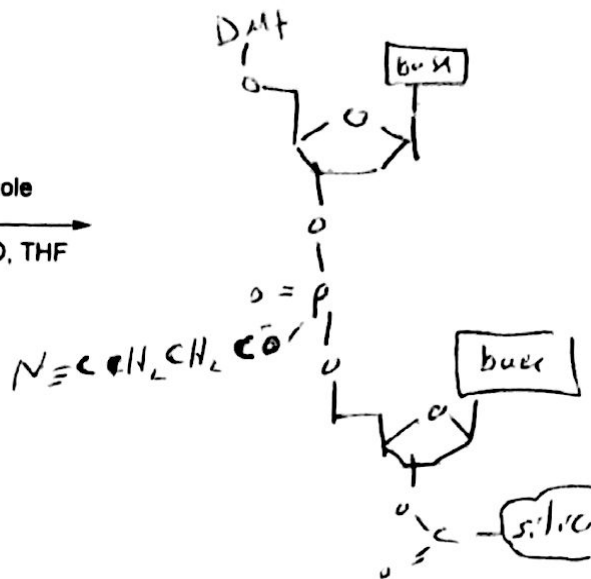 DMt
O
base
O
ole
O, THF
O
O = P
N≡CCH₂CH₂CO
O
base
O
O
C - silica
O